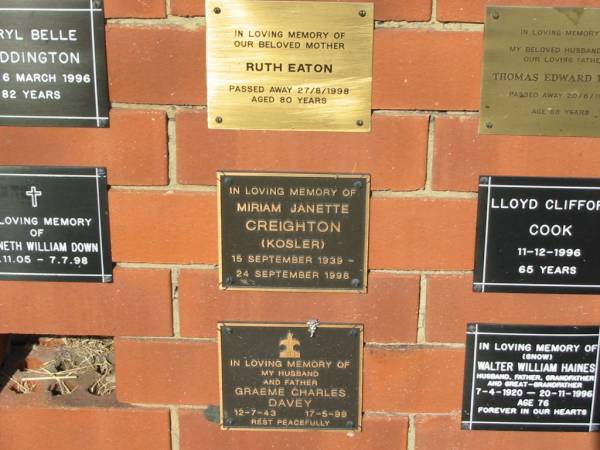 RYL BELLE
DDINGTON
6 MARCH 1996
82 YEARS
IN LOVING MEMORY OF
OUR BELOVED MOTHER
RUTH EATON
PASSED AWAY 27/8/1998
AGED 80 YEARS
IN LOVING MEMORY
MY BELOVED HUSBAND
OUR LOVING FATHER
THOMAS EDWARD
PASSED AWAY 20/6/
AGE 68 YEARS
LOVING MEMORY
OF
NETH WILLIAM DOWN
.11.05 - 7.7.98
IN LOVING MEMORY OF
MIRIAM JANETTE
CREIGHTON
(KOSLER)
15 SEPTEMBER 1939 –
24 SEPTEMBER 1998
LLOYD CLIFFOR
COOK
11-12-1996
65 YEARS
IN LOVING MEMORY OF
MY HUSBAND
AND FATHER
GRAEME CHARLES
DAVEY
12-7-43 17-5-99
REST PEACEFULLY
IN LOVING MEMORY OF
(SNOW)
WALTER WILLIAM HAINES
HUSBAND, FATHER, GRANDFATHER
AND GREAT-GRANDFATHER
7-4-1920 - 20-11-1996
AGE 76
FOREVER IN OUR HEARTS